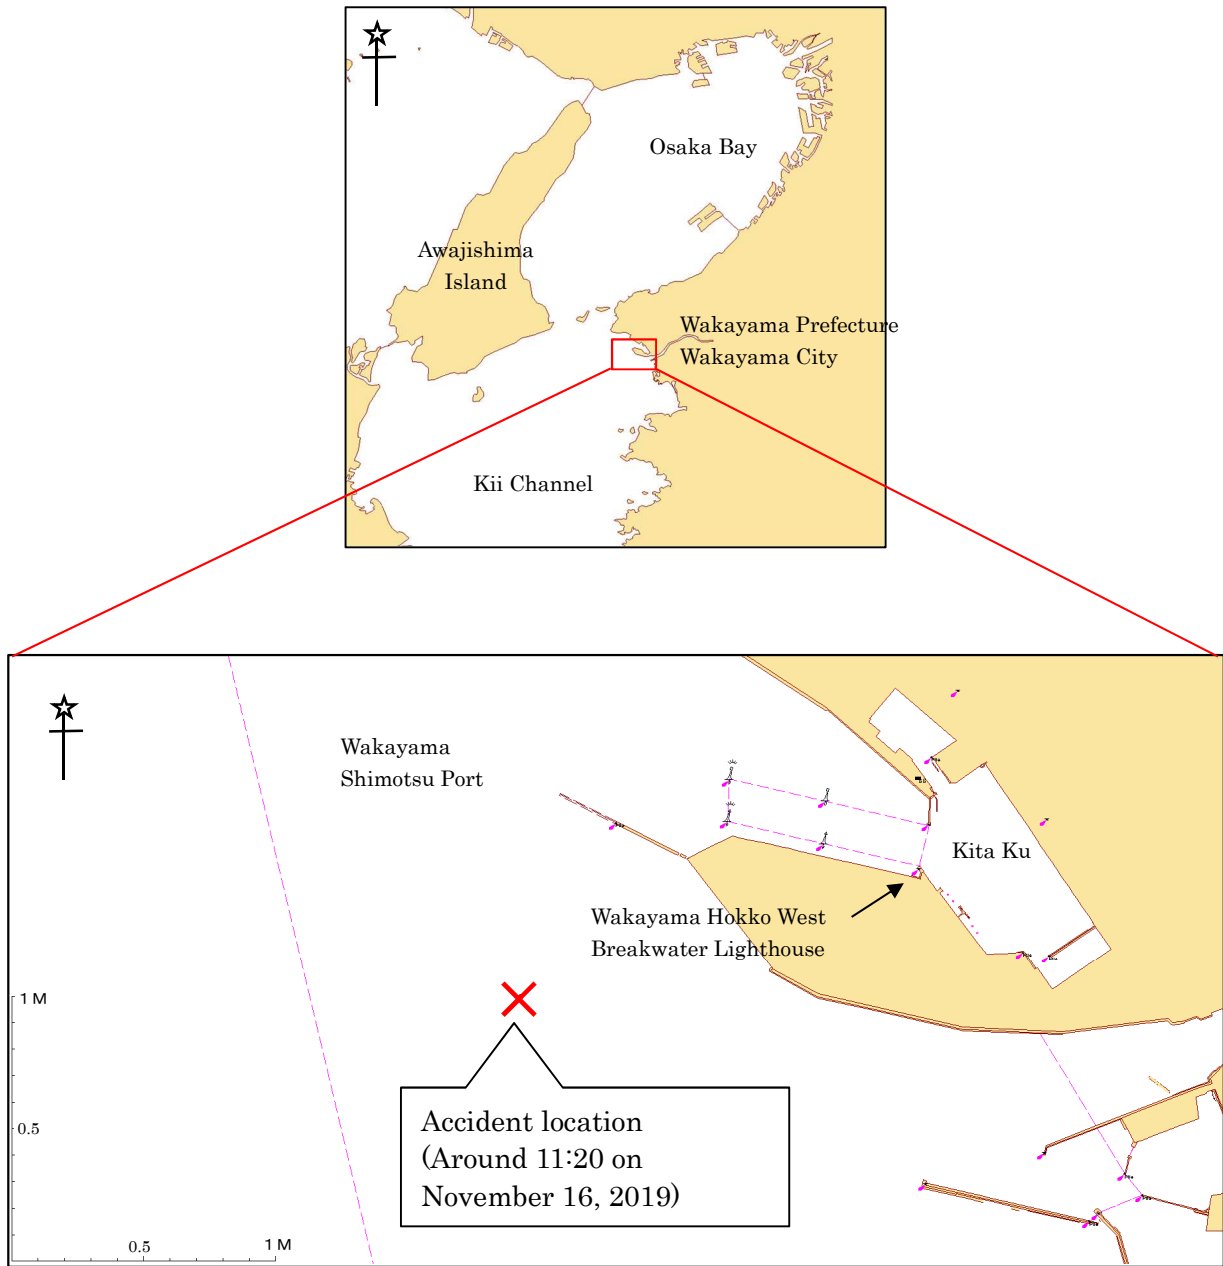 Osaka Bay
Awajishima
Island
Wakayama Prefecture
Wakayama City
Kii Channel
Wakayama
Shimotsu Port
Kita Ku
Wakayama Hokko West
Breakwater Lighthouse
1 M
0.5
Accident location
(Around 11:20 on
November 16, 2019)
0.5
1 M